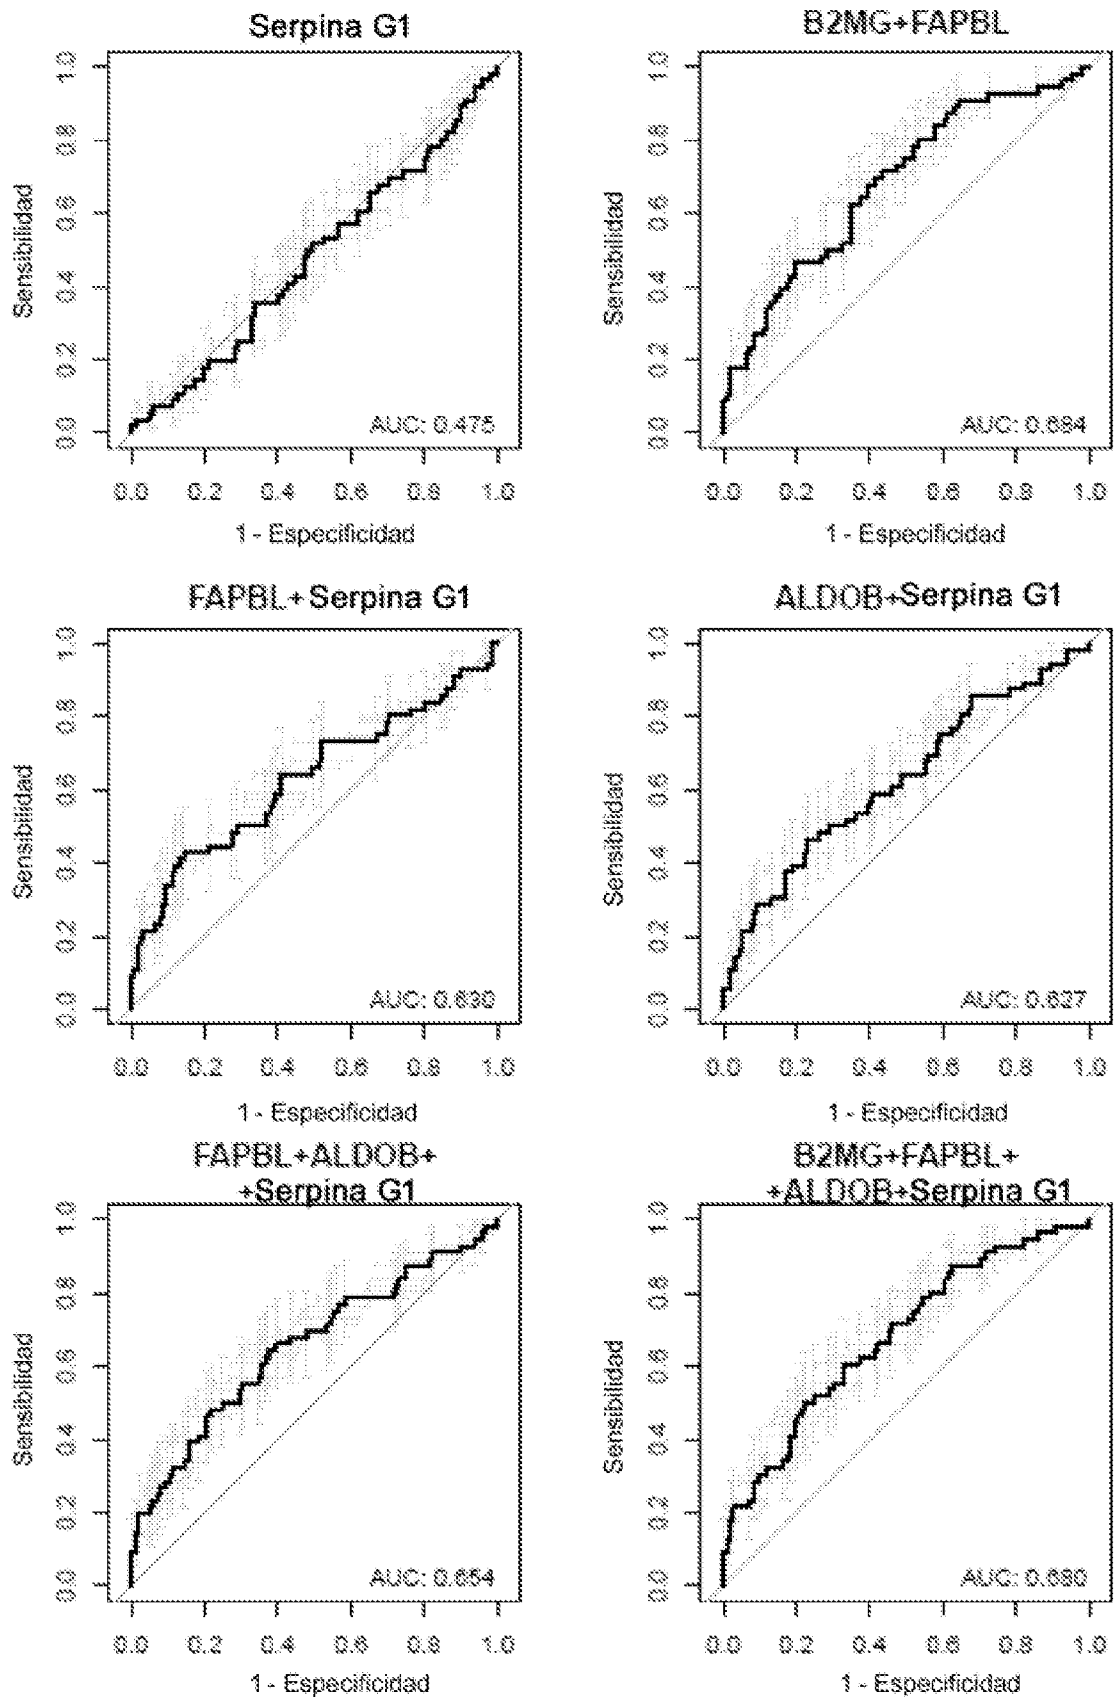 Serpina G1
Sensibilidad
1.0
0.8
0.6
0.4
0.2
0.0
AUC: 0.475
0.0 0.2 0.4 0.6 0.8 1.0
1 - Especificidad
B2MG+FAPBL
Sensibilidad
1.0
0.8
0.6
0.4
0.2
0.0
AUC: 0.684
0.0 0.2 0.4 0.6 0.8 1.0
1 - Especificidad
FAPBL+Serpina G1
Sensibilidad
1.0
0.8
0.6
0.4
0.2
0.0
AUC: 0.630
0.0 0.2 0.4 0.6 0.8 1.0
1 - Especificidad
ALDOB+Serpina G1
Sensibilidad
1.0
0.8
0.6
0.4
0.2
0.0
AUC: 0.627
0.0 0.2 0.4 0.6 0.8 1.0
1 - Especificidad
FAPBL+ALDOB+
+Serpina G1
Sensibilidad
1.0
0.8
0.6
0.4
0.2
0.0
AUC: 0.654
0.0 0.2 0.4 0.6 0.8 1.0
1 - Especificidad
B2MG+FAPBL+
+ALDOB+Serpina G1
Sensibilidad
1.0
0.8
0.6
0.4
0.2
0.0
AUC: 0.680
0.0 0.2 0.4 0.6 0.8 1.0
1 - Especificidad